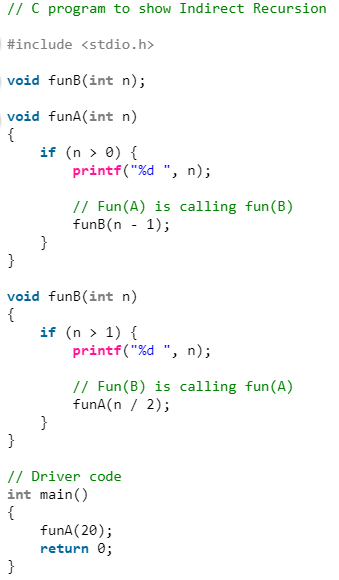 // C program to show Indirect Recursion
#include <stdio.h>
void funB(int n);
void funA(int n)
{
    if (n > 0) {
        printf("%d ", n);
        // Fun(A) is calling fun(B)
        funB(n - 1);
    }
}
void funB(int n)
{
    if (n > 1) {
        printf("%d ", n);
        // Fun(B) is calling fun(A)
        funA(n / 2);
    }
}
// Driver code
int main()
{
    funA(20);
    return 0;
}